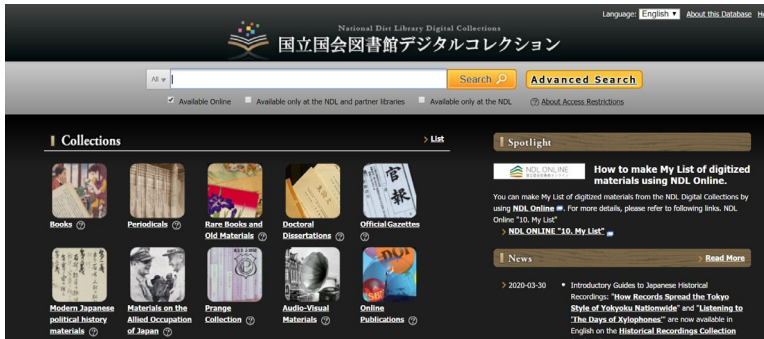 Language: English ▼ About this Database
National Diet Library Digital Collections
国立国会図書館デジタルコレクション
All Search Advanced Search
Available Online Available only at the NDL and partner libraries Available only at the NDL ? About Access Restrictions
Collections
> List
Books ?
Periodicals ?
Rare Books and
Old Materials ?
Doctoral
Dissertations ?
官報
Official Gazettes
?
Modern Japanese
political history
materials ?
Materials on the
Allied Occupation
of Japan ?
Prange
Collection ?
Audio-Visual
Materials ?
Online
Publications ?
Spotlight
NDL ONLINE
How to make My List of digitized
materials using NDL Online.
You can make My List of digitized materials from the NDL Digital Collections by
using NDL Online. For more details, please refer to following links. NDL
Online "10. My List"
> NDL ONLINE "10. My List"
News
> Read More
> 2020-03-30 • Introductory Guides to Japanese Historical
Recordings: "How Records Spread the Tokyo
Style of Yokyoku Nationwide" and "Listening to
'The Days of Xylophones'" are now available in
English on the Historical Recordings Collection